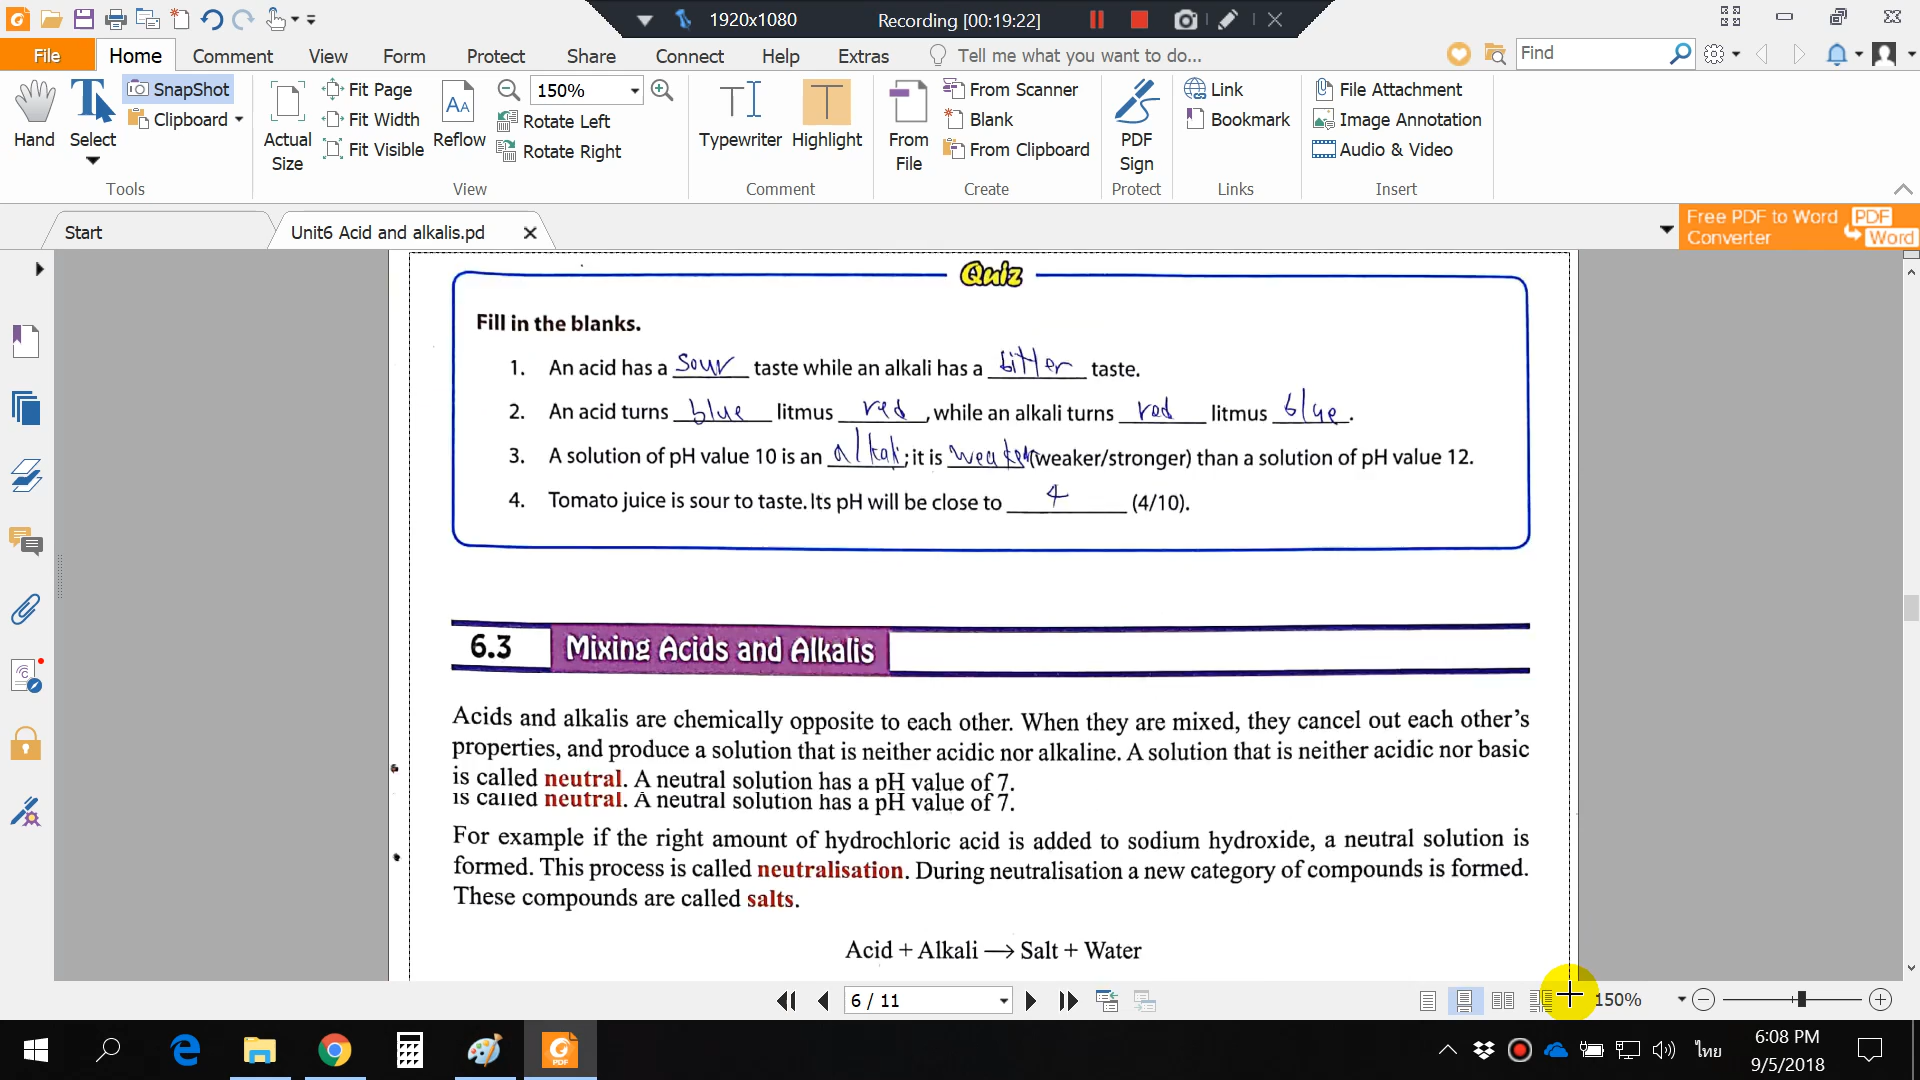 1920x1080 Recording [00:19:22]
File Home Comment View Form Protect Share Connect Help Extras Tell me what you want to do... Find
SnapShot Fit Page 150% From Scanner Link File Attachment
Clipboard Fit Width Rotate Left Blank Bookmark Image Annotation
Hand Select Actual Size Fit Visible Reflow Rotate Right Typewriter Highlight From File From Clipboard PDF Sign Audio & Video
Tools View Comment Create Protect Links Insert
Start Unit6 Acid and alkalis.pd Free PDF to Word Converter PDF Word
Quiz
Fill in the blanks.
1. An acid has a sour taste while an alkali has a bitter taste.
2. An acid turns blue litmus red, while an alkali turns red litmus blue.
3. A solution of pH value 10 is an alkali; it is weaker (weaker/stronger) than a solution of pH value 12.
4. Tomato juice is sour to taste. Its pH will be close to 4 (4/10).
6.3 Mixing Acids and Alkalis
Acids and alkalis are chemically opposite to each other. When they are mixed, they cancel out each other's
properties, and produce a solution that is neither acidic nor alkaline. A solution that is neither acidic nor basic
is called neutral. A neutral solution has a pH value of 7.
is called neutral. A neutral solution has a pH value of 7.
For example if the right amount of hydrochloric acid is added to sodium hydroxide, a neutral solution is
formed. This process is called neutralisation. During neutralisation a new category of compounds is formed.
These compounds are called salts.
Acid + Alkali → Salt + Water
6 / 11 150%
ไทย 6:08 PM
9/5/2018